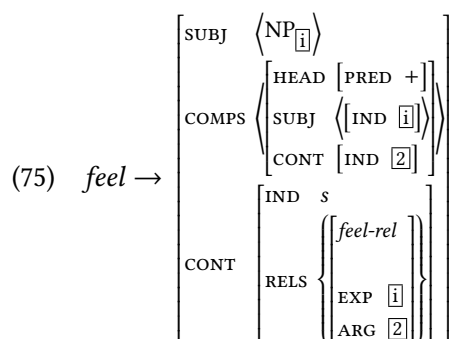 SUBJ ⟨NP[i]⟩
HEAD [PRED +]
COMPS ⟨ SUBJ ⟨[IND [i]]⟩ ⟩
CONT [IND [2]]
(75) feel →
IND s
feel-rel
CONT
RELS
EXP [i]
ARG [2]